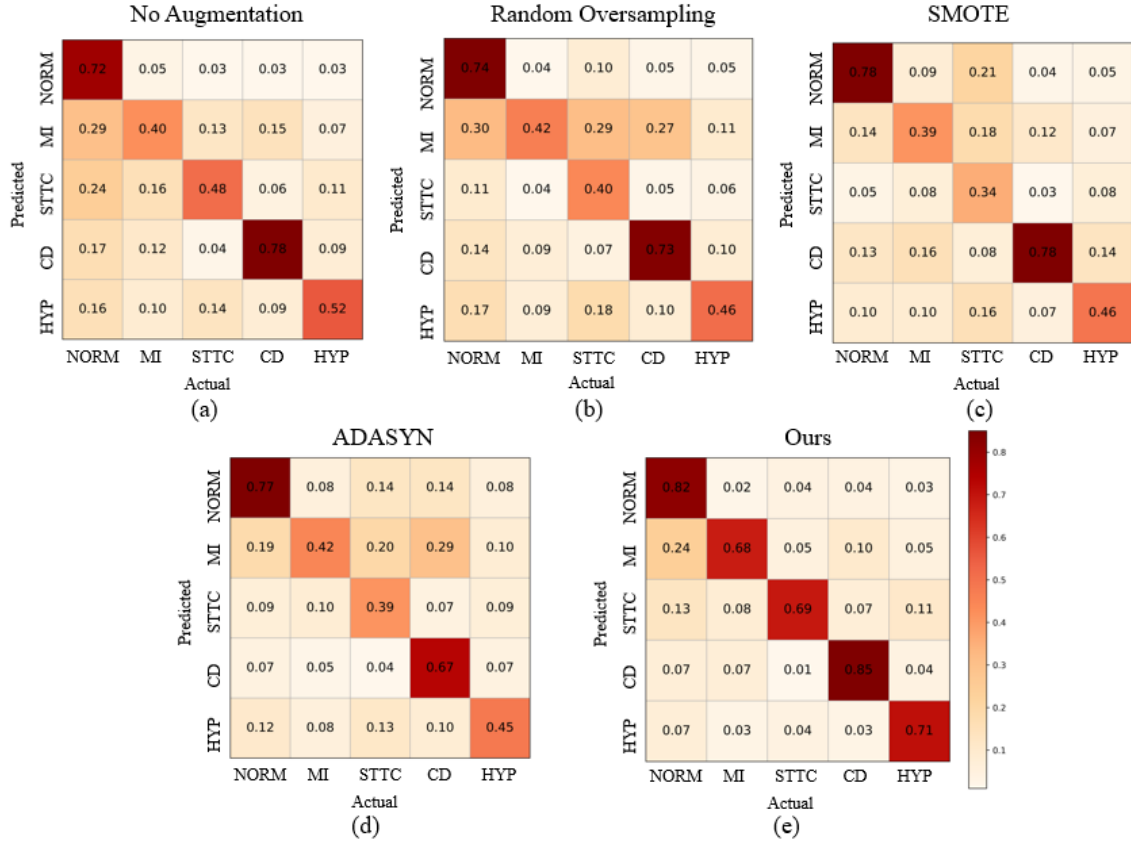 No Augmentation
NORM 0.72 0.05 0.03 0.03 0.03
MI 0.29 0.40 0.13 0.15 0.07
STTC 0.24 0.16 0.48 0.06 0.11
CD 0.17 0.12 0.04 0.78 0.09
HYP 0.16 0.10 0.14 0.09 0.52
Predicted
NORM MI STTC CD HYP
Actual
(a)
Random Oversampling
NORM 0.74 0.04 0.10 0.05 0.05
MI 0.30 0.42 0.29 0.27 0.11
STTC 0.11 0.04 0.40 0.05 0.06
CD 0.14 0.09 0.07 0.73 0.10
HYP 0.17 0.09 0.18 0.10 0.46
Predicted
NORM MI STTC CD HYP
Actual
(b)
SMOTE
NORM 0.78 0.09 0.21 0.04 0.05
MI 0.14 0.39 0.18 0.12 0.07
STTC 0.05 0.08 0.34 0.03 0.08
CD 0.13 0.16 0.08 0.78 0.14
HYP 0.10 0.10 0.16 0.07 0.46
Predicted
NORM MI STTC CD HYP
Actual
(c)
ADASYN
NORM 0.77 0.08 0.14 0.14 0.08
MI 0.19 0.42 0.20 0.29 0.10
STTC 0.09 0.10 0.39 0.07 0.09
CD 0.07 0.05 0.04 0.67 0.07
HYP 0.12 0.08 0.13 0.10 0.45
Predicted
NORM MI STTC CD HYP
Actual
(d)
Ours
NORM 0.82 0.02 0.04 0.04 0.03
MI 0.24 0.68 0.05 0.10 0.05
STTC 0.13 0.08 0.69 0.07 0.11
CD 0.07 0.07 0.01 0.85 0.04
HYP 0.07 0.03 0.04 0.03 0.71
Predicted
NORM MI STTC CD HYP
Actual
(e)
0.8
0.7
0.6
0.5
0.4
0.3
0.2
0.1